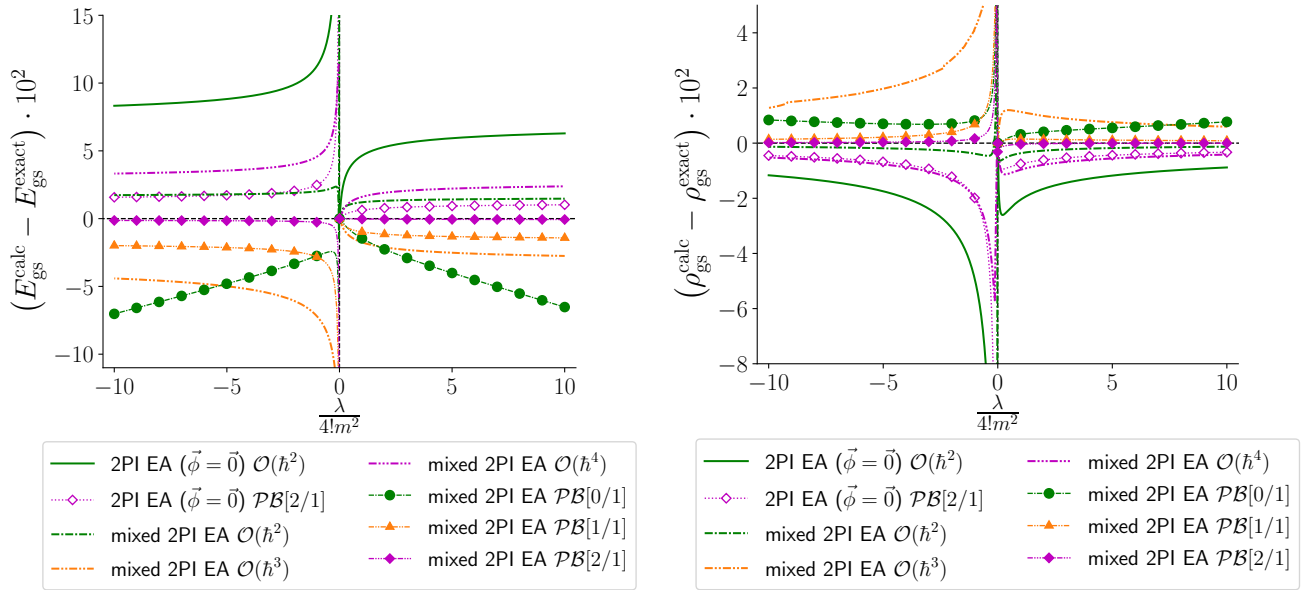 (E_gs^calc − E_gs^exact) · 10²
15
10
5
0
−5
−10
−10 −5 0 5 10
λ
4!m²
2PI EA (φ⃗ = 0⃗) O(ħ²)
2PI EA (φ⃗ = 0⃗) PB[2/1]
mixed 2PI EA O(ħ²)
mixed 2PI EA O(ħ³)
mixed 2PI EA O(ħ⁴)
mixed 2PI EA PB[0/1]
mixed 2PI EA PB[1/1]
mixed 2PI EA PB[2/1]
(ρ_gs^calc − ρ_gs^exact) · 10²
4
2
0
−2
−4
−6
−8
−10 −5 0 5 10
λ
4!m²
2PI EA (φ⃗ = 0⃗) O(ħ²)
2PI EA (φ⃗ = 0⃗) PB[2/1]
mixed 2PI EA O(ħ²)
mixed 2PI EA O(ħ³)
mixed 2PI EA O(ħ⁴)
mixed 2PI EA PB[0/1]
mixed 2PI EA PB[1/1]
mixed 2PI EA PB[2/1]